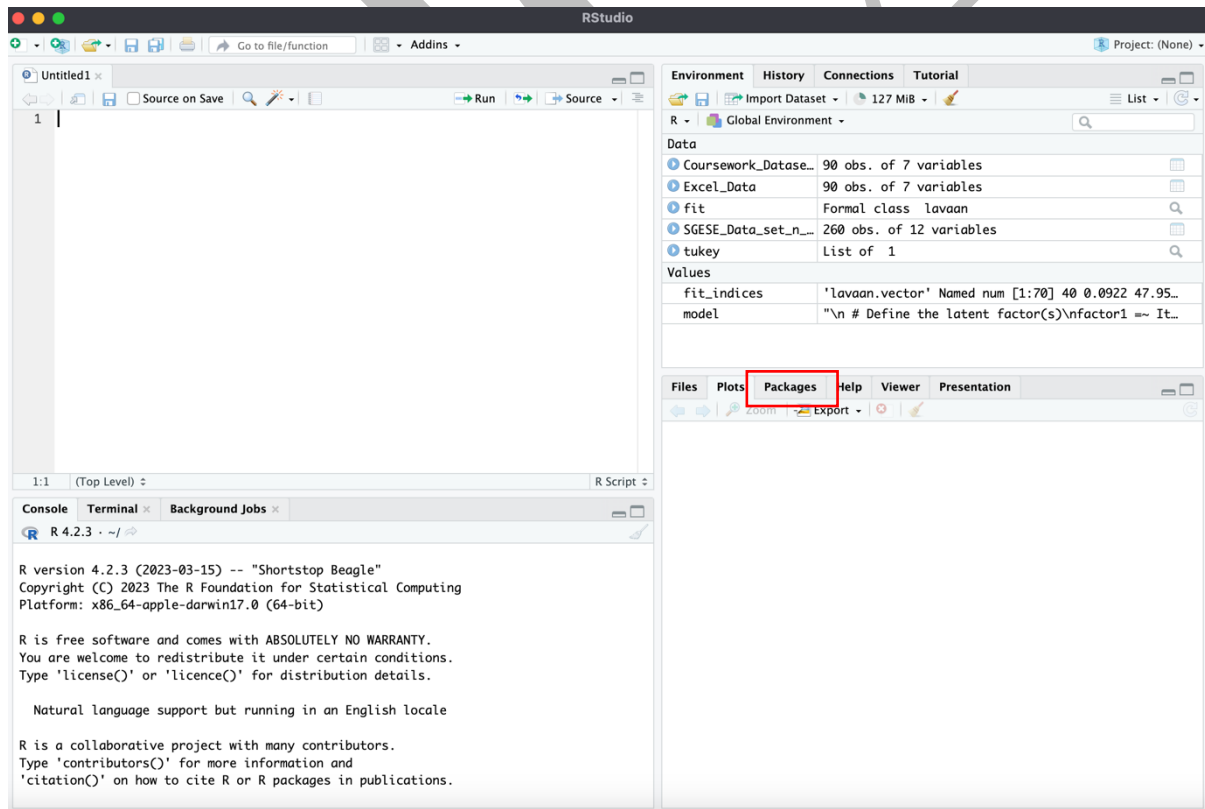 RStudio
Go to file/function Addins Project: (None)
Untitled1
Source on Save Run Source
1
1:1 (Top Level) R Script
Console Terminal Background Jobs
R 4.2.3 · ~/
R version 4.2.3 (2023-03-15) -- "Shortstop Beagle"
Copyright (C) 2023 The R Foundation for Statistical Computing
Platform: x86_64-apple-darwin17.0 (64-bit)
R is free software and comes with ABSOLUTELY NO WARRANTY.
You are welcome to redistribute it under certain conditions.
Type 'license()' or 'licence()' for distribution details.
Natural language support but running in an English locale
R is a collaborative project with many contributors.
Type 'contributors()' for more information and
'citation()' on how to cite R or R packages in publications.
Environment History Connections Tutorial
Import Dataset 127 MiB List
R Global Environment
Data
Coursework_Datase… 90 obs. of 7 variables
Excel_Data 90 obs. of 7 variables
fit Formal class lavaan
SGESE_Data_set_n_… 260 obs. of 12 variables
tukey List of 1
Values
fit_indices 'lavaan.vector' Named num [1:70] 40 0.0922 47.95…
model "\n # Define the latent factor(s)\nfactor1 =~ It…
Files Plots Packages Help Viewer Presentation
Zoom Export